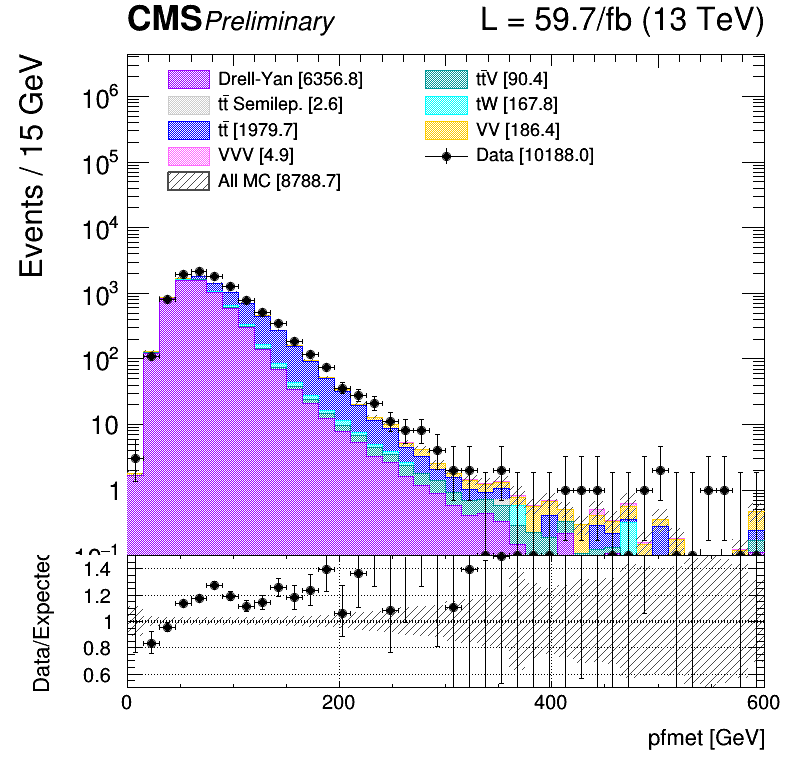 CMS Preliminary L = 59.7/fb (13 TeV)
Events / 15 GeV
Drell-Yan [6356.8]
tt̄ Semilep. [2.6]
tt̄ [1979.7]
VVV [4.9]
All MC [8788.7]
tt̄V [90.4]
tW [167.8]
VV [186.4]
Data [10188.0]
10⁶
10⁵
10⁴
10³
10²
10
1
10⁻¹
Data/Expected
1.4
1.2
1
0.8
0.6
0 200 400 600
pfmet [GeV]